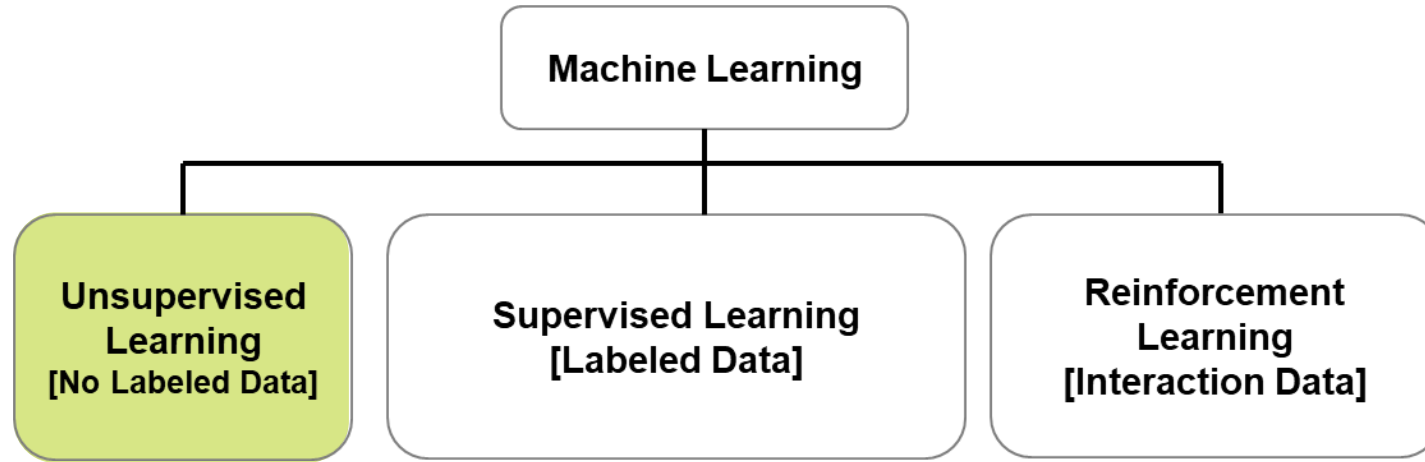 Machine Learning
Unsupervised
Learning
[No Labeled Data]
Supervised Learning
[Labeled Data]
Reinforcement
Learning
[Interaction Data]